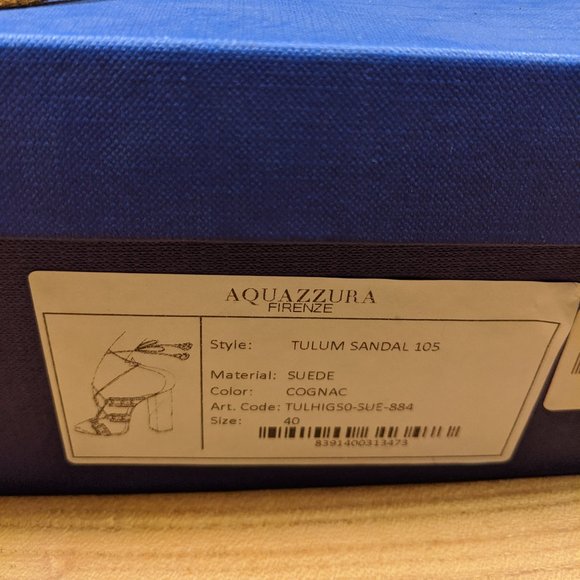 AQUAZZURA
FIRENZE
Style: TULUM SANDAL 105
Material: SUEDE
Color: COGNAC
Art. Code: TULHIGS0-SUE-884
Size: 40
8391400313473